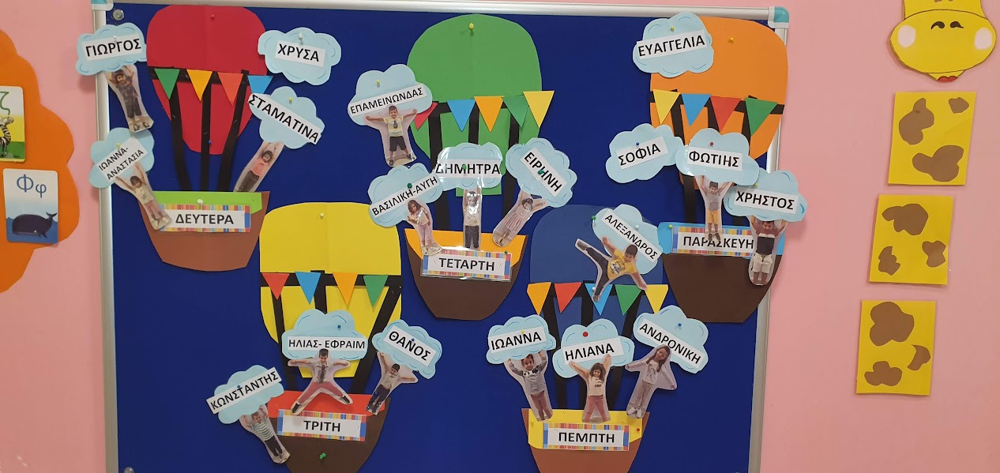 ΓΙΩΡΓΟΣ
ΧΡΥΣΑ
ΣΤΑΜΑΤΙΝΑ
ΙΩΑΝΝΑ-
ΑΝΑΣΤΑΣΙΑ
ΔΕΥΤΕΡΑ
ΗΛΙΑΣ- ΕΦΡΑΙΜ
ΘΑΝΟΣ
ΚΩΝΣΤΑΝΤΗΣ
ΤΡΙΤΗ
ΕΠΑΜΕΙΝΩΝΔΑΣ
ΔΗΜΗΤΡΑ
ΕΙΡΗΝΗ
ΒΑΣΙΛΙΚΗ-ΑΥΓΗ
ΤΕΤΑΡΤΗ
ΑΛΕΞΑΝΔΡΟΣ
ΙΩΑΝΝΑ
ΗΛΙΑΝΑ
ΑΝΔΡΟΝΙΚΗ
ΠΕΜΠΤΗ
ΕΥΑΓΓΕΛΙΑ
ΣΟΦΙΑ
ΦΩΤΙΗΣ
ΧΡΗΣΤΟΣ
ΠΑΡΑΣΚΕΥΗ
ζ
Φφ